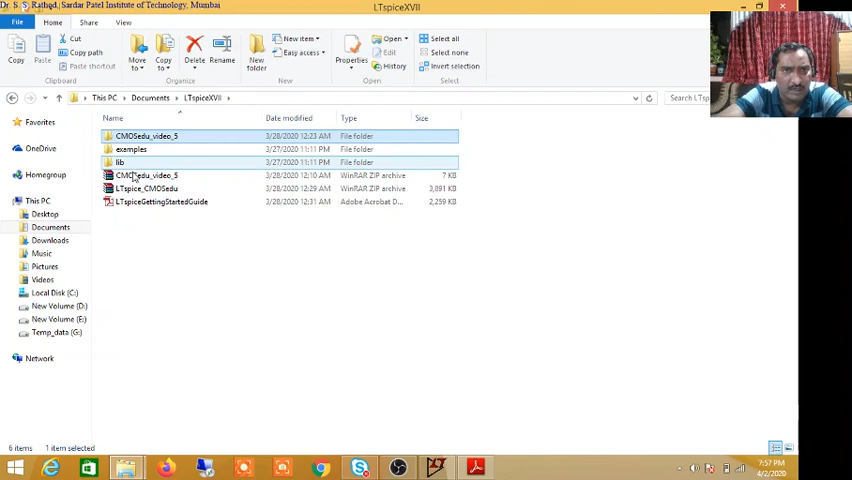 Dr. S. S. Rathod, Sardar Patel Institute of Technology, Mumbai
LTspiceXVII
File Home Share View
Copy
Paste
Cut
Copy path
Paste shortcut
Clipboard
Move to
Copy to
Delete
Rename
Organize
New folder
New item
Easy access
New
Properties
Open
Edit
History
Open
Select all
Select none
Invert selection
Select
This PC Documents LTspiceXVII
Search LTsp
Name Date modified Type Size
CMOSedu_video_5 3/28/2020 12:23 AM File folder
examples 3/27/2020 11:11 PM File folder
lib 3/27/2020 11:11 PM File folder
CMOSedu_video_5 3/28/2020 12:10 AM WinRAR ZIP archive 7 KB
LTspice_CMOSedu 3/28/2020 12:29 AM WinRAR ZIP archive 3,891 KB
LTspiceGettingStartedGuide 3/28/2020 12:31 AM Adobe Acrobat D... 2,259 KB
Favorites
OneDrive
Homegroup
This PC
Desktop
Documents
Downloads
Music
Pictures
Videos
Local Disk (C:)
New Volume (D:)
New Volume (E:)
Temp_data (G:)
Network
6 items 1 item selected
7:57 PM
4/2/2020